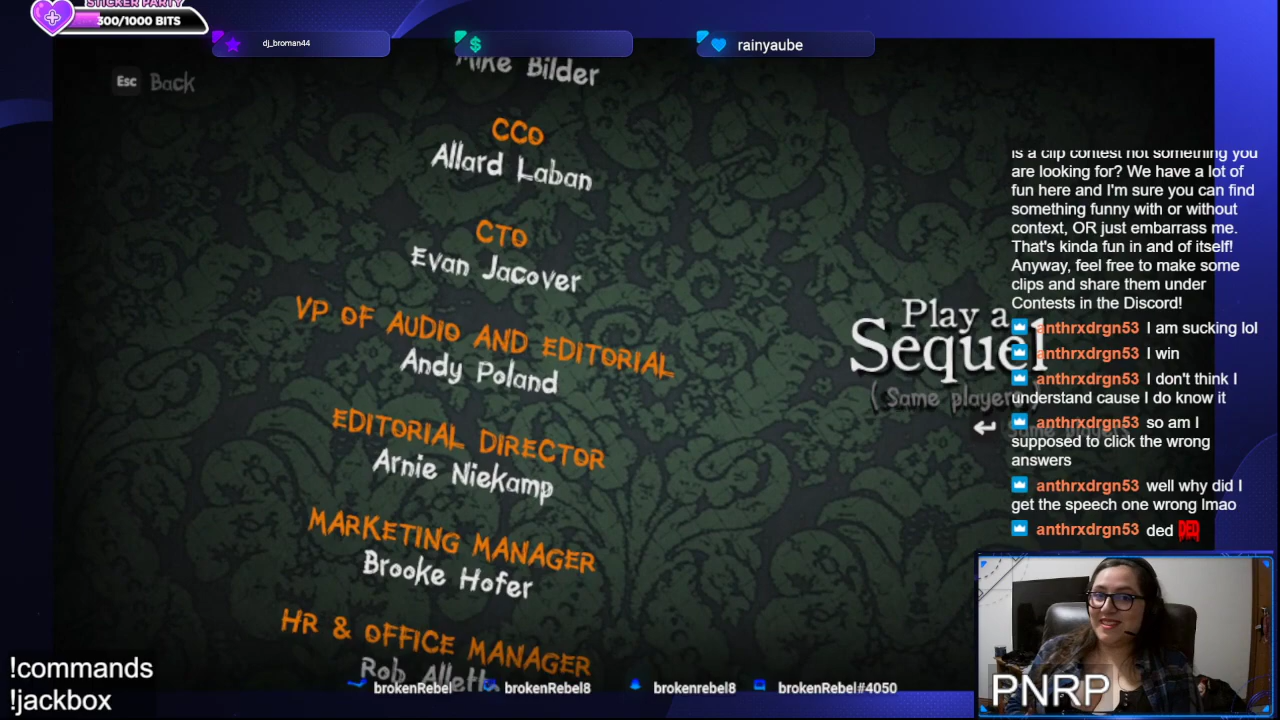 STICKER PARTY
300/1000 BITS
dj_broman44
$
rainyaube
Esc Back
Mike Bilder
CCO
Allard Laban
CTO
Evan Jacover
VP OF AUDIO AND EDITORIAL
Andy Poland
EDITORIAL DIRECTOR
Arnie Niekamp
MARKETING MANAGER
Brooke Hofer
HR & OFFICE MANAGER
Rob
Play a
Sequel
(Same players)
is a clip contest not something you
are looking for? We have a lot of
fun here and I'm sure you can find
something funny with or without
context, OR just embarrass me.
That's kinda fun in and of itself!
Anyway, feel free to make some
clips and share them under
Contests in the Discord!
anthrxdrgn53 I am sucking lol
anthrxdrgn53 I win
anthrxdrgn53 I don't think I
understand cause I do know it
anthrxdrgn53 so am I
supposed to click the wrong
answers
anthrxdrgn53 well why did I
get the speech one wrong lmao
anthrxdrgn53 ded DED
!commands
!jackbox
brokenRebel
brokenRebel8
brokenrebel8
brokenRebel#4050
PNRP